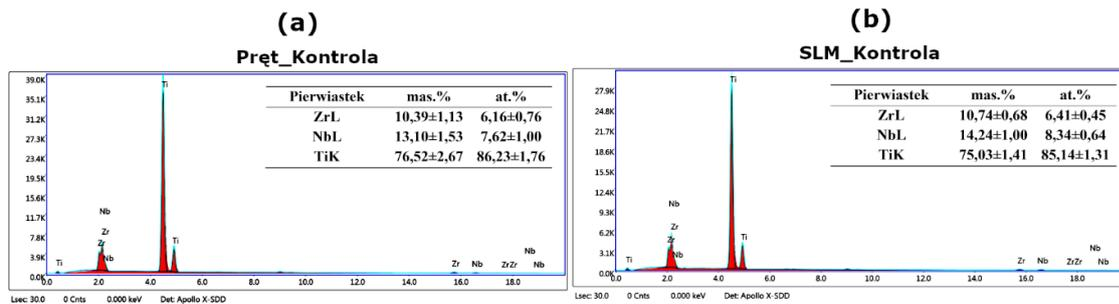 (a)
Pręt_Kontrola
39.0K
35.1K
31.2K
27.3K
23.4K
19.5K
15.6K
11.7K
7.8K
3.9K
0.0K
Ti
Nb
Zr
Zr
Nb
Ti
Ti
Zr
Nb
ZrZr
Nb
Nb
0.0 2.0 4.0 6.0 8.0 10.0 12.0 14.0 16.0 18.0
Lsec: 30.0 0 Cnts 0.000 keV Det: Apollo X-SDD
Pierwiastek mas.% at.%
ZrL 10,39±1,13 6,16±0,76
NbL 13,10±1,53 7,62±1,00
TiK 76,52±2,67 86,23±1,76
(b)
SLM_Kontrola
27.9K
24.8K
21.7K
18.6K
15.5K
12.4K
9.3K
6.2K
3.1K
0.0K
Ti
Nb
Zr
Zr
Nb
Ti
Ti
Zr
Nb
ZrZr
Nb
Nb
0.0 2.0 4.0 6.0 8.0 10.0 12.0 14.0 16.0 18.0
Lsec: 30.0 0 Cnts 0.000 keV Det: Apollo X-SDD
Pierwiastek mas.% at.%
ZrL 10,74±0,68 6,41±0,45
NbL 14,24±1,00 8,34±0,64
TiK 75,03±1,41 85,14±1,31